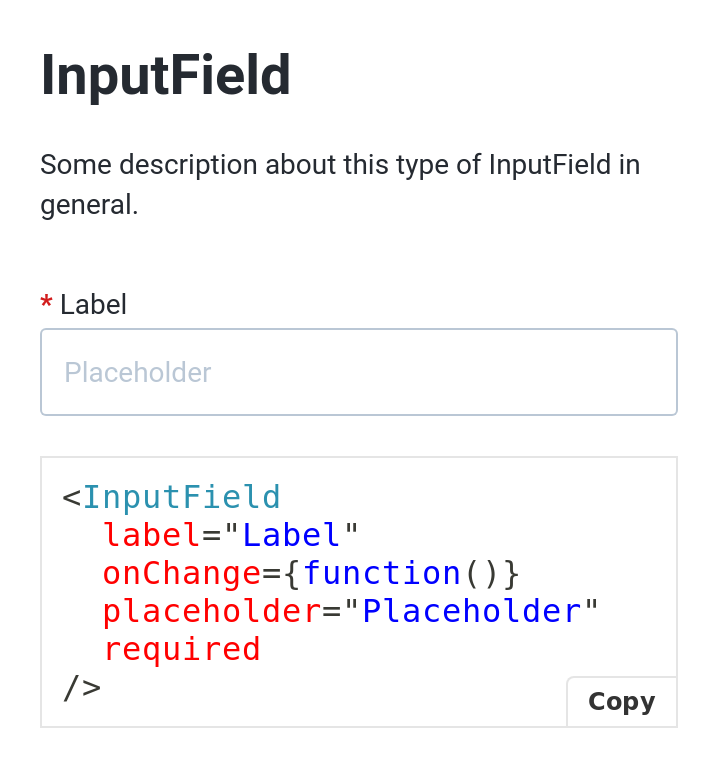 InputField
Some description about this type of InputField in
general.
* Label
Placeholder
<InputField
  label="Label"
  onChange={function()}
  placeholder="Placeholder"
  required
/>
Copy